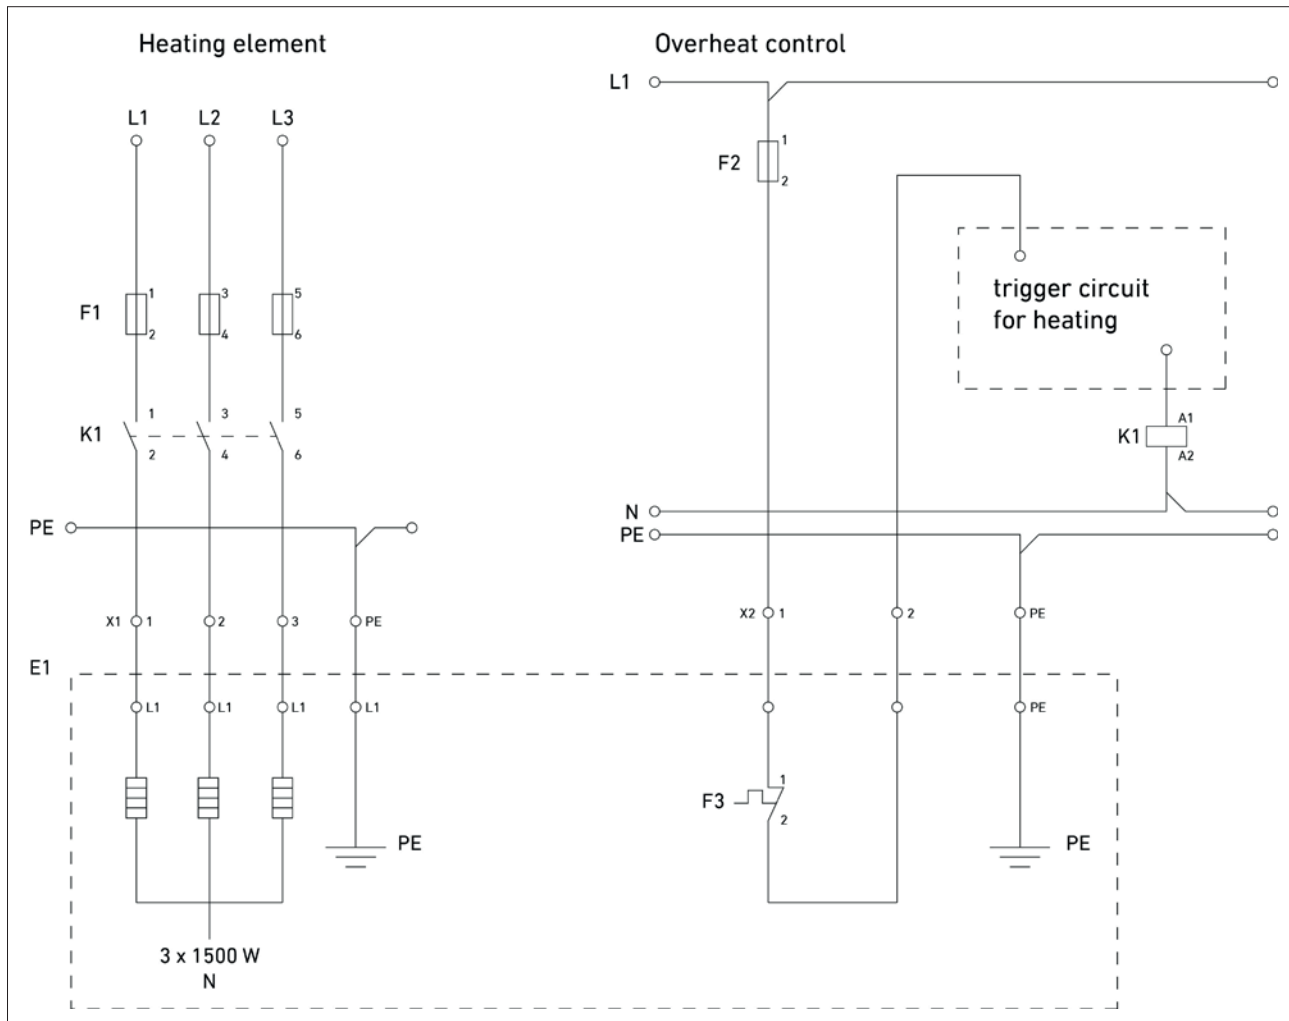 Heating element
Overheat control
L1
L1 L2 L3
F2
1
2
F1
1
2
3
4
5
6
trigger circuit
for heating
K1
1
2
3
4
5
6
K1
A1
A2
PE
N
PE
X1 1 2 3 PE
X2 1 2 PE
E1
L1 L1 L1 L1
PE
F3
1
2
PE
PE
3 x 1500 W
N